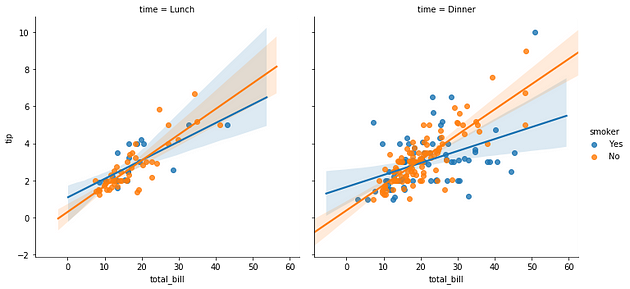 time = Lunch
time = Dinner
10
8
6
4
2
0
−2
tip
0 10 20 30 40 50 60
0 10 20 30 40 50 60
total_bill
total_bill
smoker
Yes
No